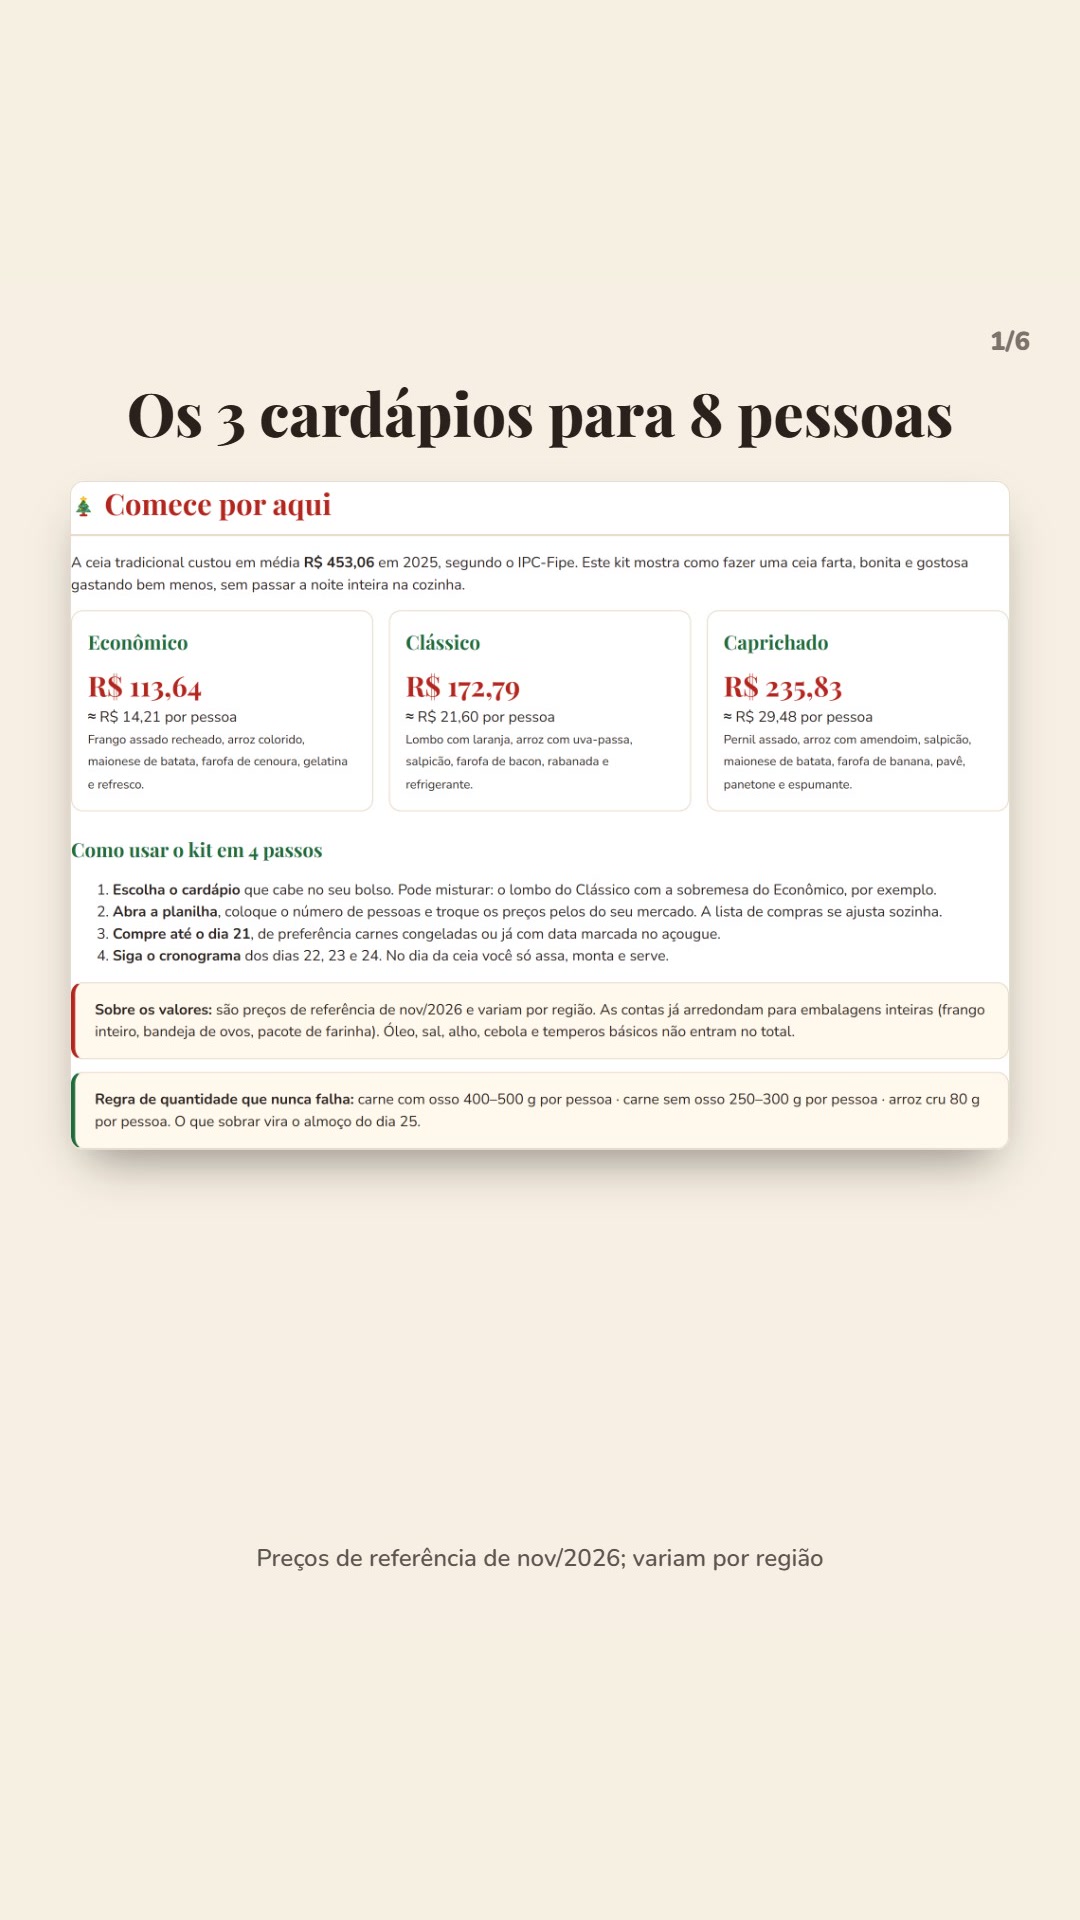 1/6
Os 3 cardápios para 8 pessoas
Comece por aqui
A ceia tradicional custou em média R$ 453,06 em 2025, segundo o IPC-Fipe. Este kit mostra como fazer uma ceia farta, bonita e gostosa
gastando bem menos, sem passar a noite inteira na cozinha.
Econômico
R$ 113,64
≈ R$ 14,21 por pessoa
Frango assado recheado, arroz colorido,
maionese de batata, farofa de cenoura, gelatina
e refresco.
Clássico
R$ 172,79
≈ R$ 21,60 por pessoa
Lombo com laranja, arroz com uva-passa,
salpicão, farofa de bacon, rabanada e
refrigerante.
Caprichado
R$ 235,83
≈ R$ 29,48 por pessoa
Pernil assado, arroz com amendoim, salpicão,
maionese de batata, farofa de banana, pavê,
panetone e espumante.
Como usar o kit em 4 passos
1. Escolha o cardápio que cabe no seu bolso. Pode misturar: o lombo do Clássico com a sobremesa do Econômico, por exemplo.
2. Abra a planilha, coloque o número de pessoas e troque os preços pelos do seu mercado. A lista de compras se ajusta sozinha.
3. Compre até o dia 21, de preferência carnes congeladas ou já com data marcada no açougue.
4. Siga o cronograma dos dias 22, 23 e 24. No dia da ceia você só assa, monta e serve.
Sobre os valores: são preços de referência de nov/2026 e variam por região. As contas já arredondam para embalagens inteiras (frango
inteiro, bandeja de ovos, pacote de farinha). Óleo, sal, alho, cebola e temperos básicos não entram no total.
Regra de quantidade que nunca falha: carne com osso 400–500 g por pessoa · carne sem osso 250–300 g por pessoa · arroz cru 80 g
por pessoa. O que sobrar vira o almoço do dia 25.
Preços de referência de nov/2026; variam por região